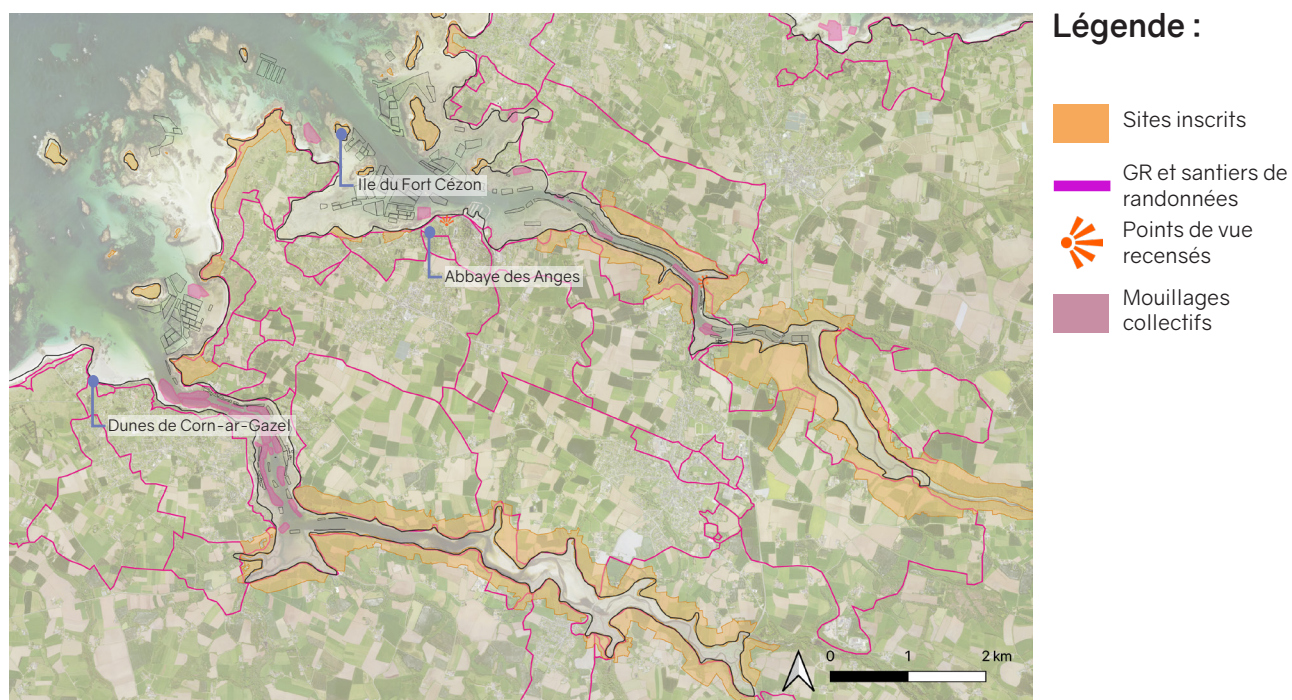 Légende :
Sites inscrits
GR et santiers de
randonnées
Points de vue
recensés
Mouillages
collectifs
Ile du Fort Cézon
Abbaye des Anges
Dunes de Corn-ar-Gazel
0 1 2 km